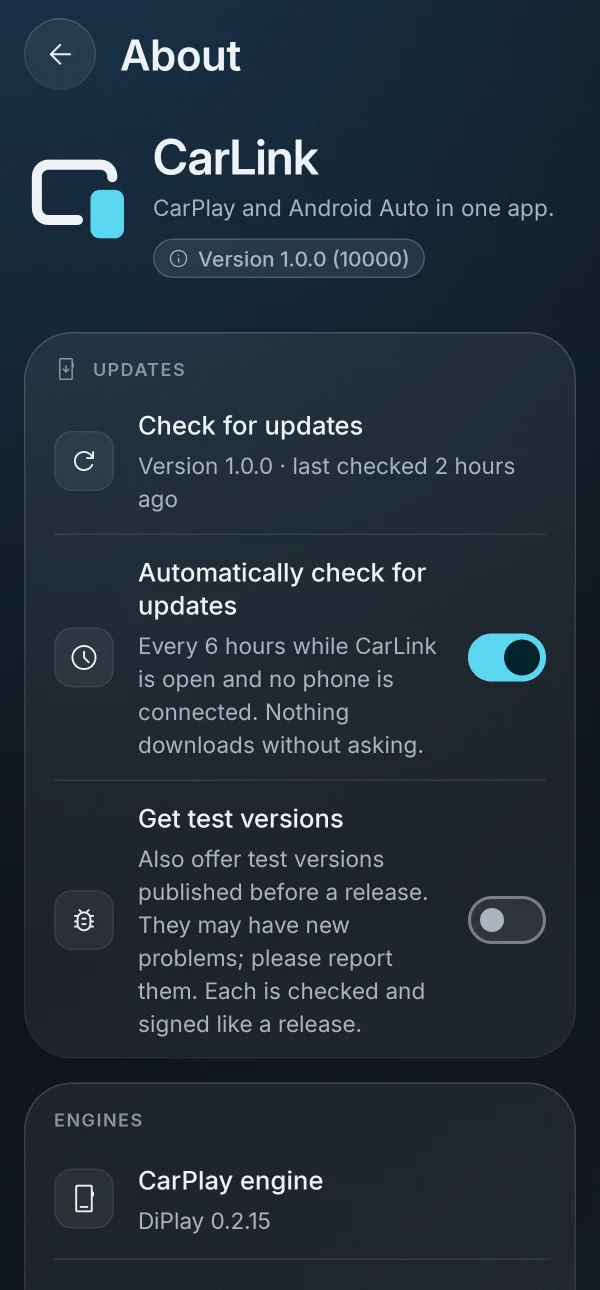 About
CarLink
CarPlay and Android Auto in one app.
Version 1.0.0 (10000)
UPDATES
Check for updates
Version 1.0.0 · last checked 2 hours
ago
Automatically check for
updates
Every 6 hours while CarLink
is open and no phone is
connected. Nothing
downloads without asking.
Get test versions
Also offer test versions
published before a release.
They may have new
problems; please report
them. Each is checked and
signed like a release.
ENGINES
CarPlay engine
DiPlay 0.2.15